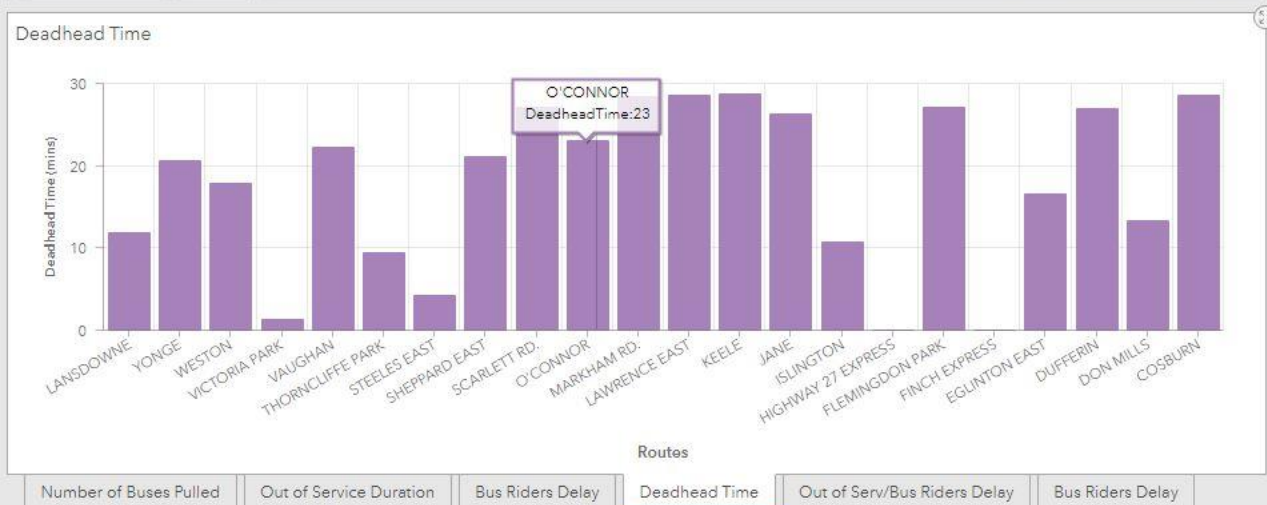 Deadhead Time
30
20
10
0
Deadhead Time (mins)
O'CONNOR
DeadheadTime:23
LANSDOWNE
YONGE
WESTON
VICTORIA PARK
VAUGHAN
THORNCLIFFE PARK
STEELES EAST
SHEPPARD EAST
SCARLETT RD.
O'CONNOR
MARKHAM RD.
LAWRENCE EAST
KEELE
JANE
ISLINGTON
HIGHWAY 27 EXPRESS
FLEMINGDON PARK
FINCH EXPRESS
EGLINTON EAST
DUFFERIN
DON MILLS
COSBURN
Routes
Number of Buses Pulled
Out of Service Duration
Bus Riders Delay
Deadhead Time
Out of Serv/Bus Riders Delay
Bus Riders Delay